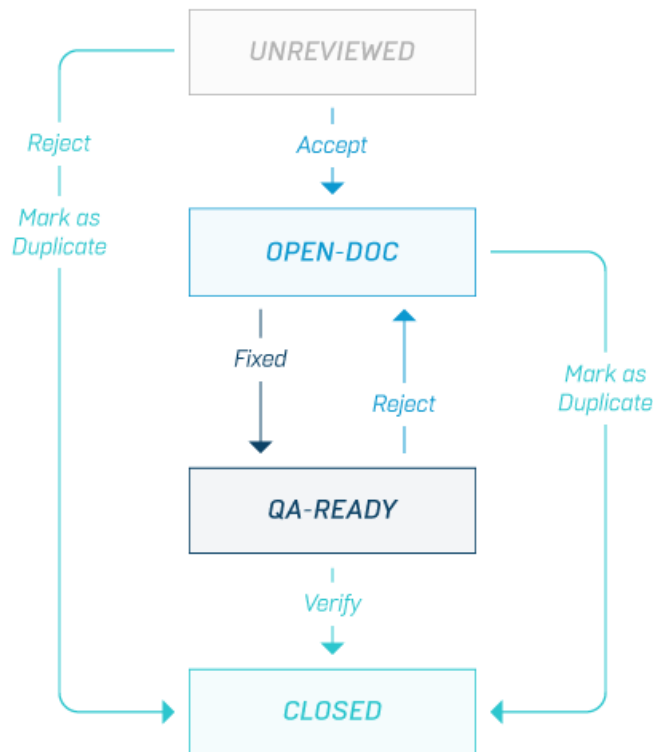 UNREVIEWED
Reject
Accept
Mark as
Duplicate
OPEN-DOC
Fixed
Mark as
Duplicate
Reject
QA-READY
Verify
CLOSED